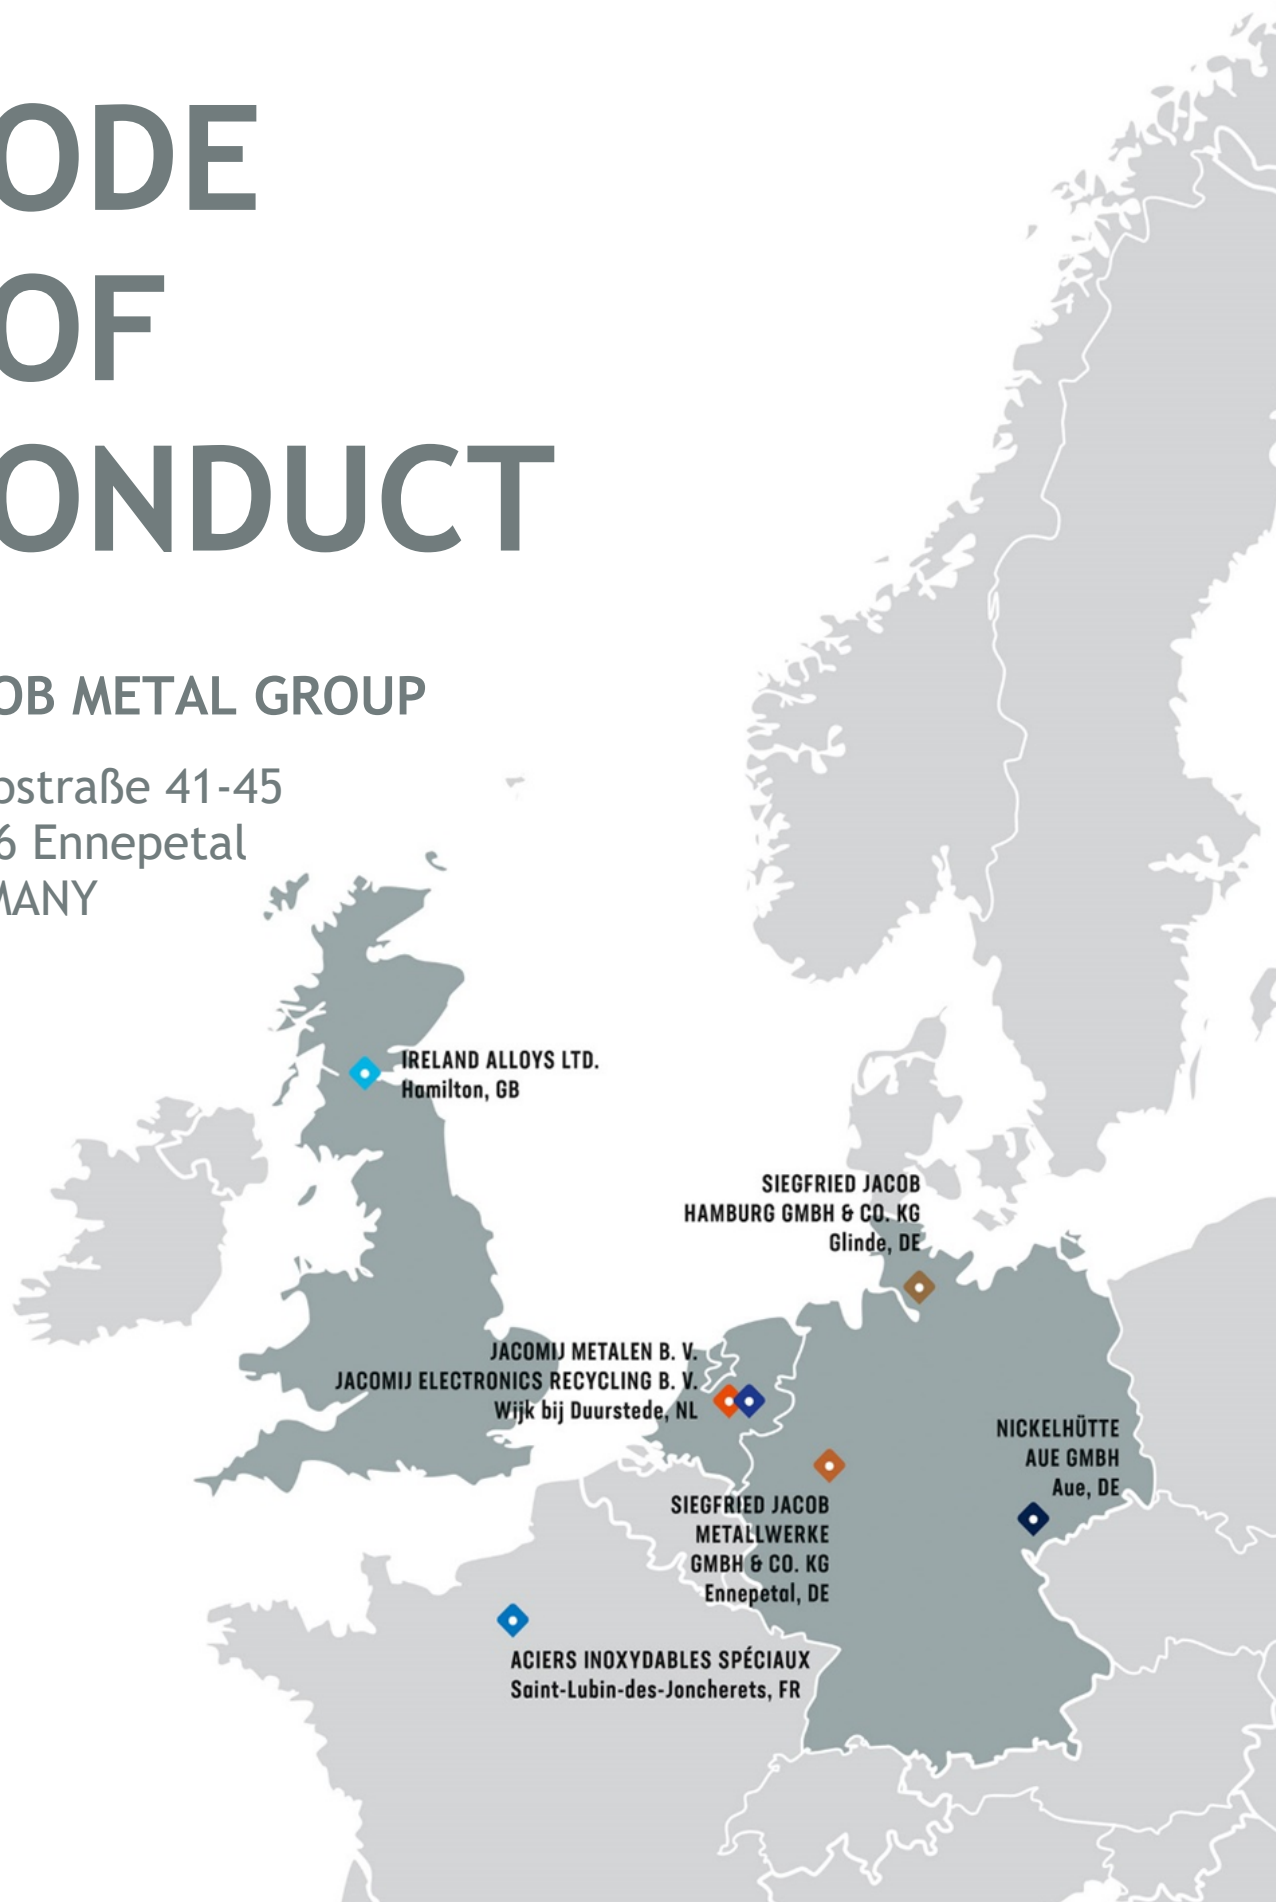 ODE
OF
ONDUCT
OB METAL GROUP
bstraße 41-45
6 Ennepetal
MANY
IRELAND ALLOYS LTD.
Hamilton, GB
SIEGFRIED JACOB
HAMBURG GMBH & CO. KG
Glinde, DE
JACOMIJ METALEN B. V.
JACOMIJ ELECTRONICS RECYCLING B. V.
Wijk bij Duurstede, NL
NICKELHÜTTE
AUE GMBH
Aue, DE
SIEGFRIED JACOB
METALLWERKE
GMBH & CO. KG
Ennepetal, DE
ACIERS INOXYDABLES SPÉCIAUX
Saint-Lubin-des-Joncherets, FR